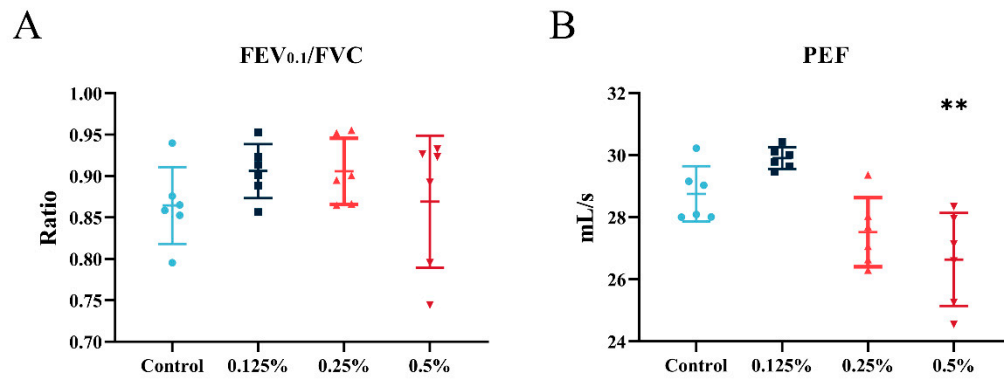 A
FEV0.1/FVC
Ratio
1.00
0.95
0.90
0.85
0.80
0.75
0.70
Control 0.125% 0.25% 0.5%
B
PEF
mL/s
32
30
28
26
24
**
Control 0.125% 0.25% 0.5%